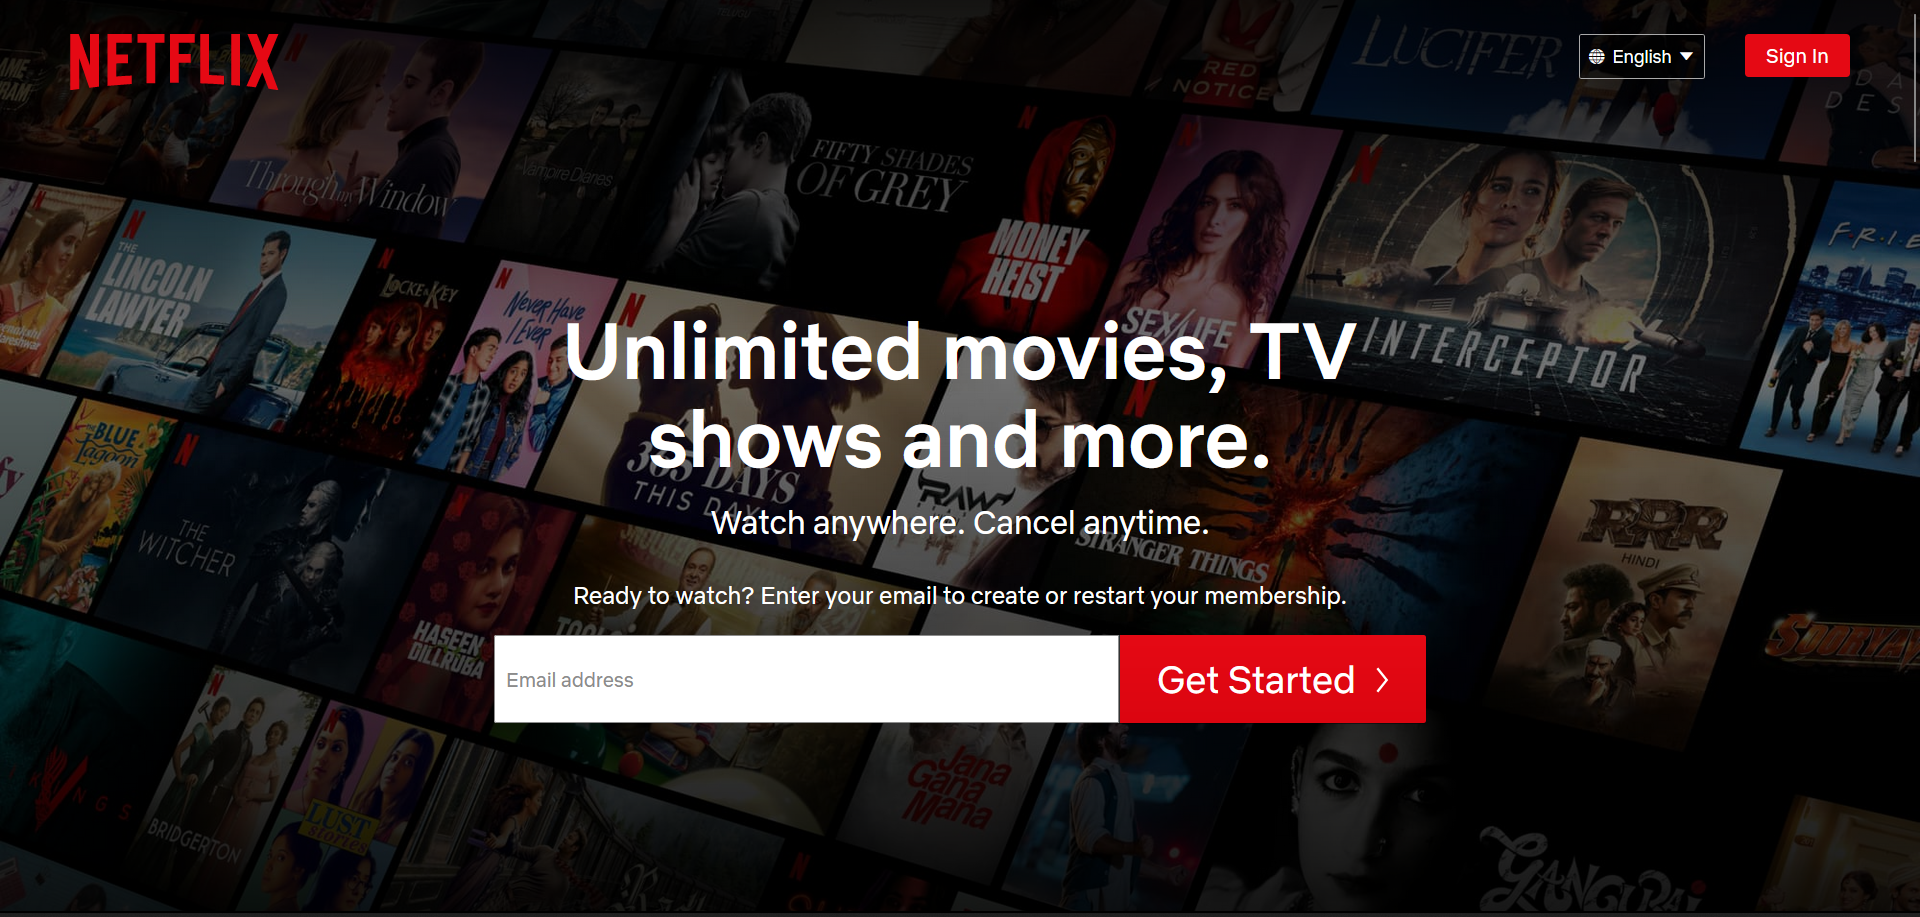 NETFLIX
English
Sign In
LUCIFER
RED
NOTICE
Through my Window
Vampire Diaries
FIFTY SHADES
OF GREY
MONEY
HEIST
SEX/LIFE
INTERCEPTOR
THE
LINCOLN
LAWYER
LOCKE & KEY
Never Have
I Ever
Unlimited movies, TV
shows and more.
365 DAYS
THIS DAY
RAW
BLUE
Lagoon
THE
WITCHER
Watch anywhere. Cancel anytime.
STRANGER THINGS
RRR
HINDI
Ready to watch? Enter your email to create or restart your membership.
HASEEN
DILLRUBA
Email address
Get Started
BRIDGERTON
LUST
stories
Jana
Gana
Mana